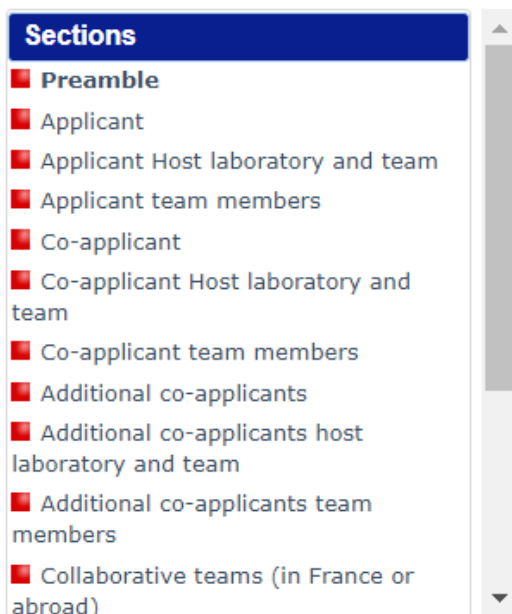 Sections
Preamble
Applicant
Applicant Host laboratory and team
Applicant team members
Co-applicant
Co-applicant Host laboratory and
team
Co-applicant team members
Additional co-applicants
Additional co-applicants host
laboratory and team
Additional co-applicants team
members
Collaborative teams (in France or
abroad)